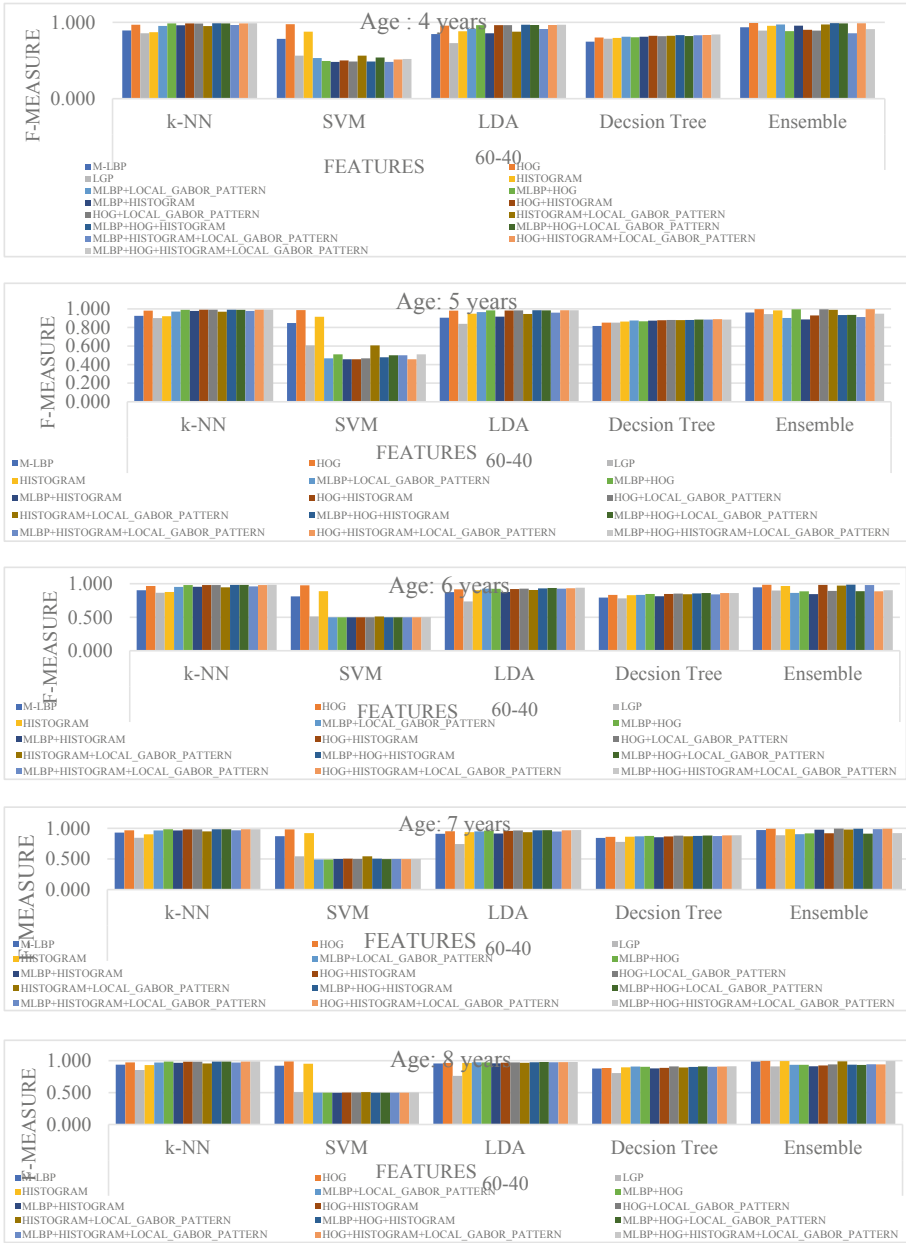 Age : 4 years
1.000
0.000
F-MEASURE
k-NN SVM LDA Decsion Tree Ensemble
60-40
FEATURES
M-LBP HOG
LGP HISTOGRAM
MLBP+LOCAL_GABOR_PATTERN MLBP+HOG
MLBP+HISTOGRAM HOG+HISTOGRAM
HOG+LOCAL_GABOR_PATTERN HISTOGRAM+LOCAL_GABOR_PATTERN
MLBP+HOG+HISTOGRAM MLBP+HOG+LOCAL_GABOR_PATTERN
MLBP+HISTOGRAM+LOCAL_GABOR_PATTERN HOG+HISTOGRAM+LOCAL_GABOR_PATTERN
MLBP+HOG+HISTOGRAM+LOCAL_GABOR_PATTERN
Age: 5 years
1.000
0.800
0.600
0.400
0.200
0.000
F-MEASURE
k-NN SVM LDA Decsion Tree Ensemble
60-40
FEATURES
M-LBP HOG LGP
HISTOGRAM MLBP+LOCAL_GABOR_PATTERN MLBP+HOG
MLBP+HISTOGRAM HOG+HISTOGRAM HOG+LOCAL_GABOR_PATTERN
HISTOGRAM+LOCAL_GABOR_PATTERN MLBP+HOG+HISTOGRAM MLBP+HOG+LOCAL_GABOR_PATTERN
MLBP+HISTOGRAM+LOCAL_GABOR_PATTERN HOG+HISTOGRAM+LOCAL_GABOR_PATTERN MLBP+HOG+HISTOGRAM+LOCAL_GABOR_PATTERN
Age: 6 years
1.000
0.500
0.000
F-MEASURE
k-NN SVM LDA Decsion Tree Ensemble
60-40
FEATURES
M-LBP HOG LGP
HISTOGRAM MLBP+LOCAL_GABOR_PATTERN MLBP+HOG
MLBP+HISTOGRAM HOG+HISTOGRAM HOG+LOCAL_GABOR_PATTERN
HISTOGRAM+LOCAL_GABOR_PATTERN MLBP+HOG+HISTOGRAM MLBP+HOG+LOCAL_GABOR_PATTERN
MLBP+HISTOGRAM+LOCAL_GABOR_PATTERN HOG+HISTOGRAM+LOCAL_GABOR_PATTERN MLBP+HOG+HISTOGRAM+LOCAL_GABOR_PATTERN
Age: 7 years
1.000
0.500
0.000
F-MEASURE
k-NN SVM LDA Decsion Tree Ensemble
60-40
FEATURES
M-LBP HOG LGP
HISTOGRAM MLBP+LOCAL_GABOR_PATTERN MLBP+HOG
MLBP+HISTOGRAM HOG+HISTOGRAM HOG+LOCAL_GABOR_PATTERN
HISTOGRAM+LOCAL_GABOR_PATTERN MLBP+HOG+HISTOGRAM MLBP+HOG+LOCAL_GABOR_PATTERN
MLBP+HISTOGRAM+LOCAL_GABOR_PATTERN HOG+HISTOGRAM+LOCAL_GABOR_PATTERN MLBP+HOG+HISTOGRAM+LOCAL_GABOR_PATTERN
Age: 8 years
1.000
0.500
0.000
F-MEASURE
k-NN SVM LDA Decsion Tree Ensemble
60-40
FEATURES
M-LBP HOG LGP
HISTOGRAM MLBP+LOCAL_GABOR_PATTERN MLBP+HOG
MLBP+HISTOGRAM HOG+HISTOGRAM HOG+LOCAL_GABOR_PATTERN
HISTOGRAM+LOCAL_GABOR_PATTERN MLBP+HOG+HISTOGRAM MLBP+HOG+LOCAL_GABOR_PATTERN
MLBP+HISTOGRAM+LOCAL_GABOR_PATTERN HOG+HISTOGRAM+LOCAL_GABOR_PATTERN MLBP+HOG+HISTOGRAM+LOCAL_GABOR_PATTERN